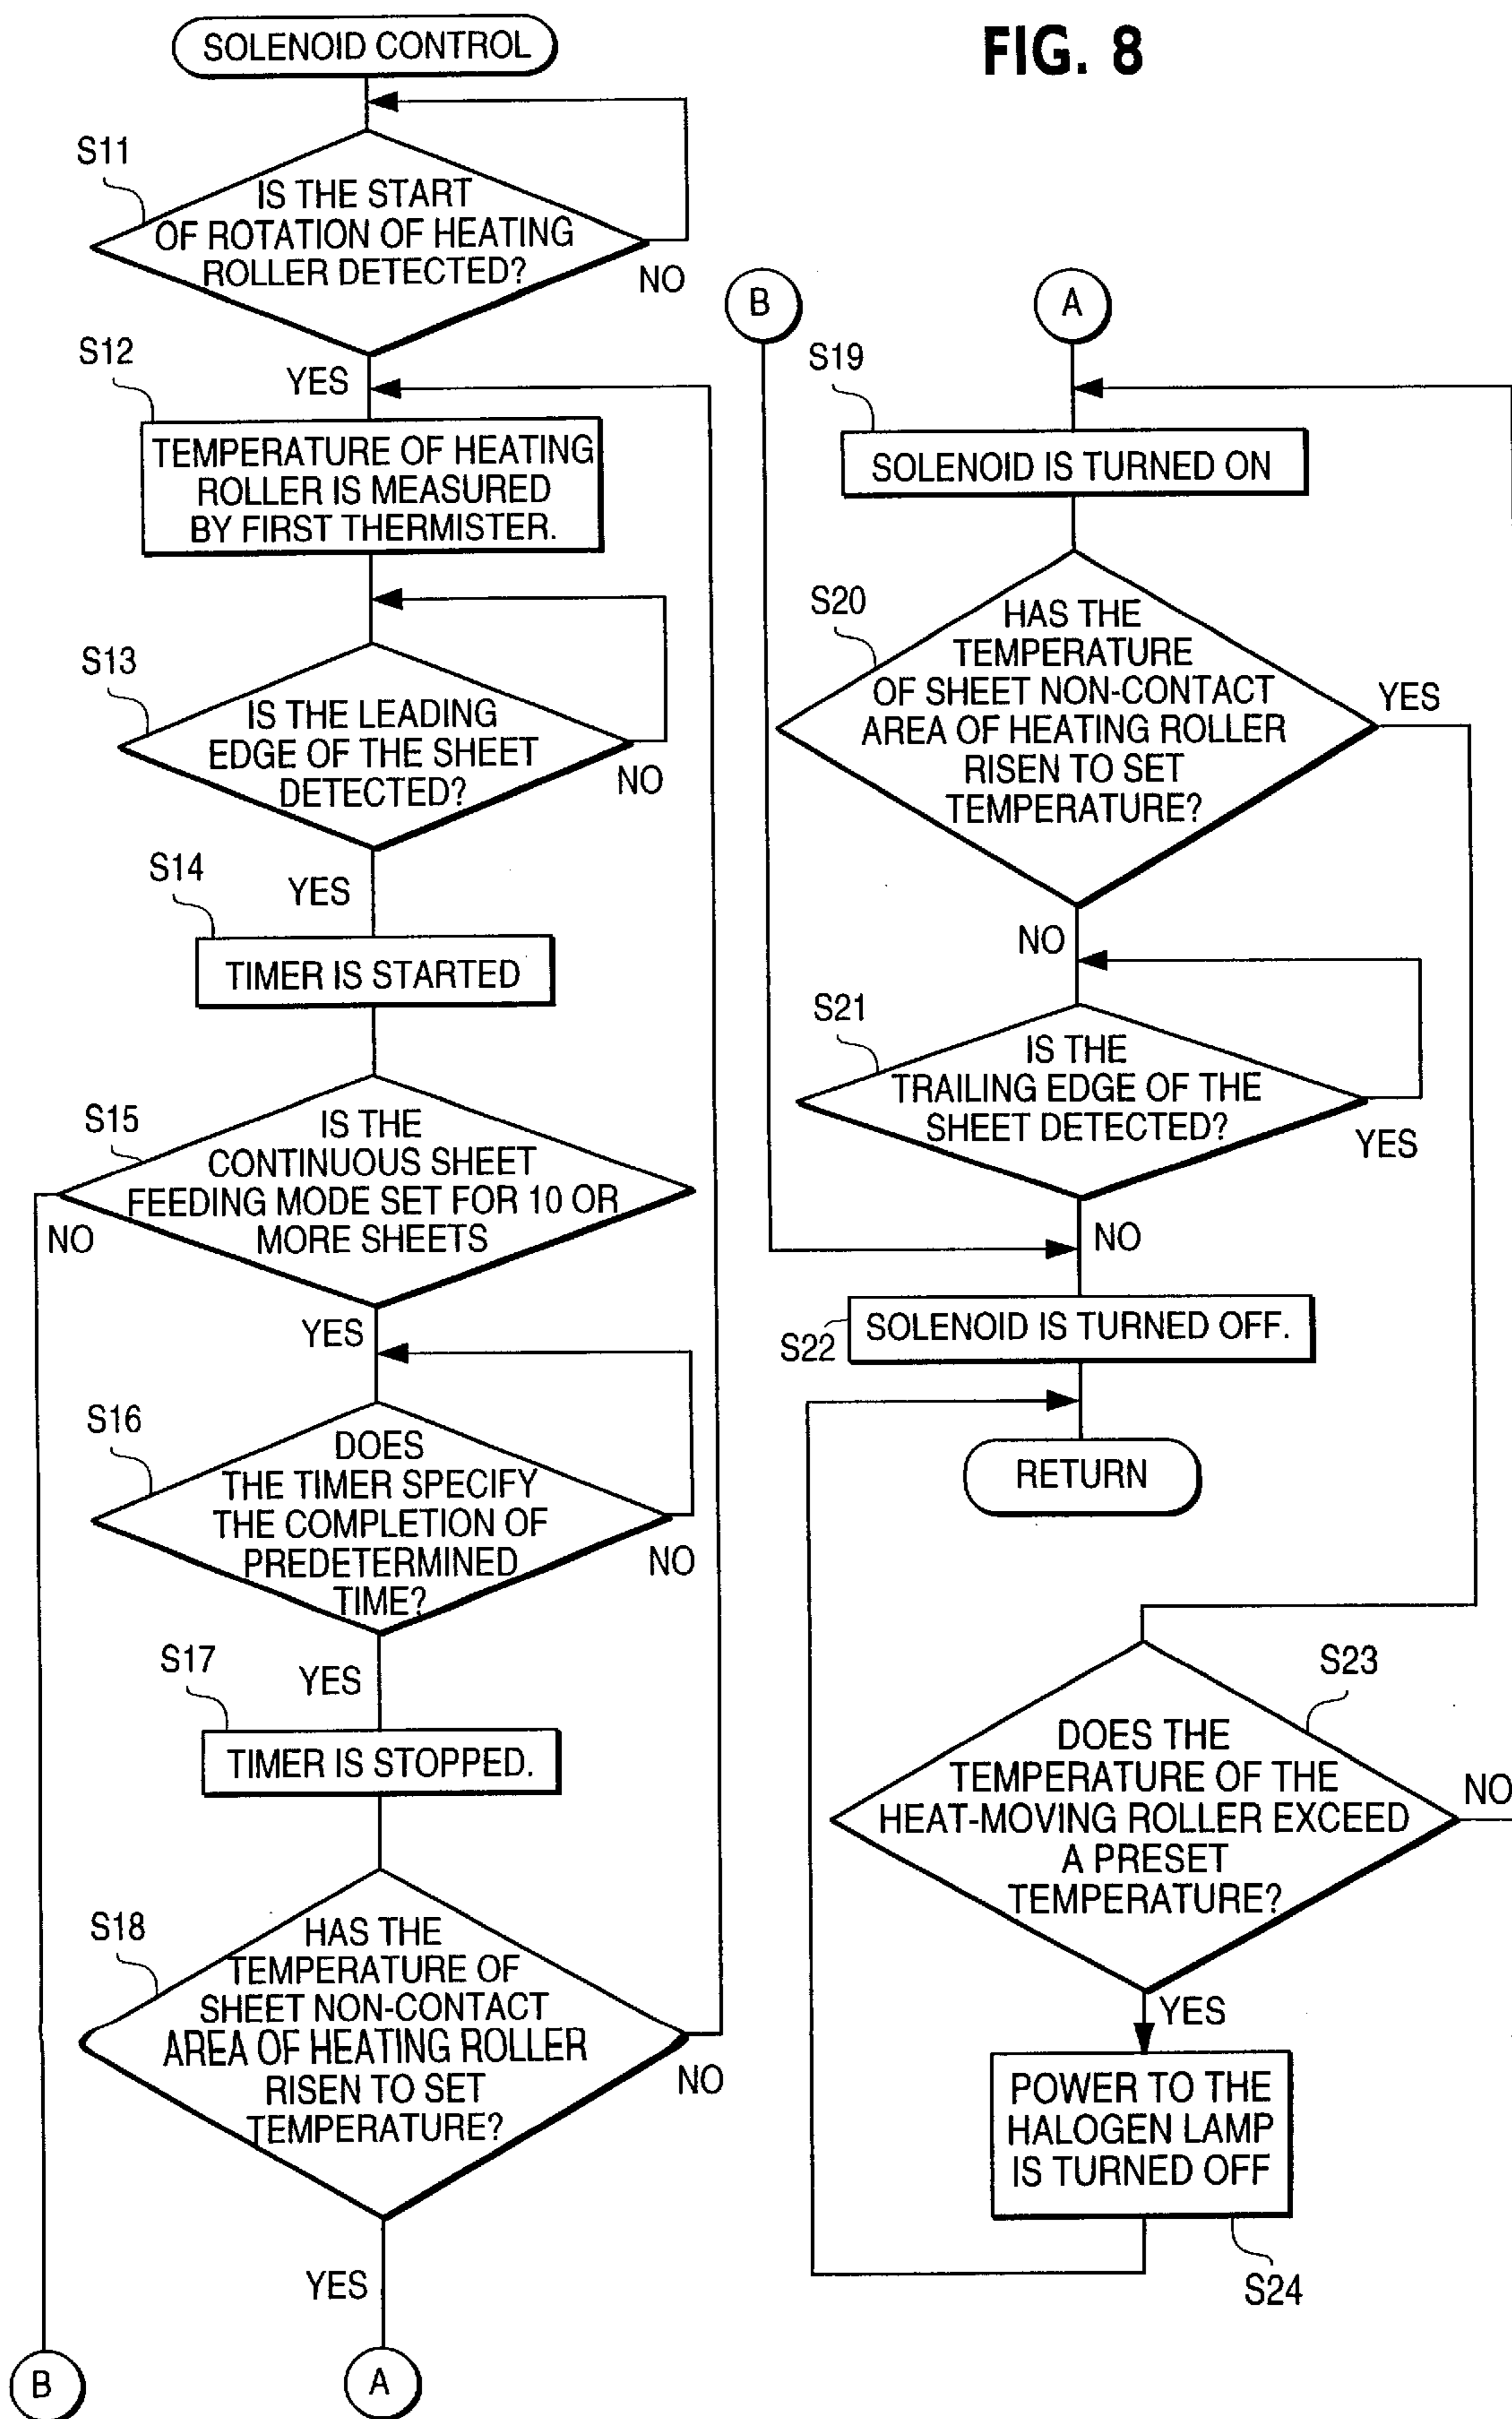 FIG. 8
SOLENOID CONTROL
S11
IS THE START
OF ROTATION OF HEATING
ROLLER DETECTED?
NO
YES
S12
TEMPERATURE OF HEATING
ROLLER IS MEASURED
BY FIRST THERMISTER.
S13
IS THE LEADING
EDGE OF THE SHEET
DETECTED?
NO
YES
S14
TIMER IS STARTED
S15
IS THE
CONTINUOUS SHEET
FEEDING MODE SET FOR 10 OR
MORE SHEETS
NO
YES
S16
DOES
THE TIMER SPECIFY
THE COMPLETION OF
PREDETERMINED
TIME?
NO
YES
S17
TIMER IS STOPPED.
S18
HAS THE
TEMPERATURE OF
SHEET NON-CONTACT
AREA OF HEATING ROLLER
RISEN TO SET
TEMPERATURE?
NO
YES
B
A
B
A
S19
SOLENOID IS TURNED ON
S20
HAS THE
TEMPERATURE
OF SHEET NON-CONTACT
AREA OF HEATING ROLLER
RISEN TO SET
TEMPERATURE?
YES
NO
S21
IS THE
TRAILING EDGE OF THE
SHEET DETECTED?
YES
NO
S22
SOLENOID IS TURNED OFF.
RETURN
S23
DOES THE
TEMPERATURE OF THE
HEAT-MOVING ROLLER EXCEED
A PRESET
TEMPERATURE?
NO
YES
POWER TO THE
HALOGEN LAMP
IS TURNED OFF
S24